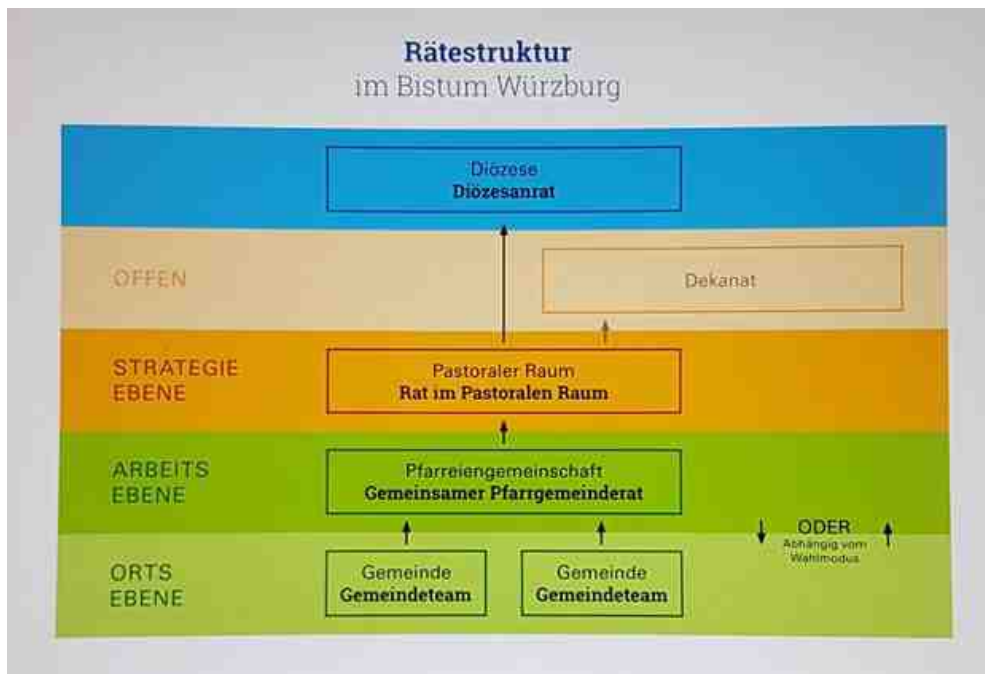 Rätestruktur
im Bistum Würzburg
Diözese
Diözesanrat
OFFEN
Dekanat
STRATEGIE
EBENE
Pastoraler Raum
Rat im Pastoralen Raum
ARBEITS
EBENE
Pfarreiengemeinschaft
Gemeinsamer Pfarrgemeinderat
ODER
Abhängig vom
Wahlmodus
ORTS
EBENE
Gemeinde
Gemeindeteam
Gemeinde
Gemeindeteam